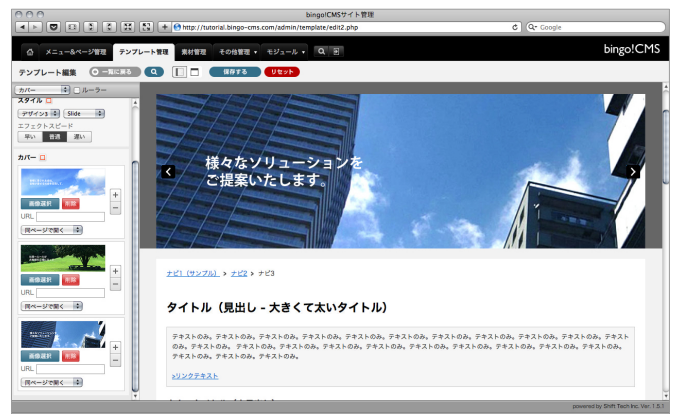 bingo!CMSサイト管理
http://tutorial.bingo-cms.com/admin/template/edit2.php
Google
メニュー&ページ管理 テンプレート管理 素材管理 その他管理 モジュール
bingo!CMS
テンプレート編集 一覧に戻る 保存する リセット
カバー ルーラー
スタイル
デザイン3 Slide
エフェクトスピード
早い 普通 遅い
カバー
画像選択 削除
URL
同ページで開く
画像選択 削除
URL
同ページで開く
画像選択 削除
URL
同ページで開く
様々なソリューションを
ご提案いたします。
ナビ1（サンプル） > ナビ2 > ナビ3
タイトル（見出し - 大きくて太いタイトル）
テキストのみ。テキストのみ。テキストのみ。テキストのみ。テキストのみ。テキストのみ。テキストのみ。テキストのみ。テキストのみ。テキストのみ。テキスト
のみ。テキストのみ。 テキストのみ。テキストのみ。テキストのみ。テキストのみ。テキストのみ。テキストのみ。テキストのみ。テキストのみ。テキストのみ。
テキストのみ。テキストのみ。テキストのみ。
>リンクテキスト
powered by Shift Tech Inc. Ver. 1.5.1